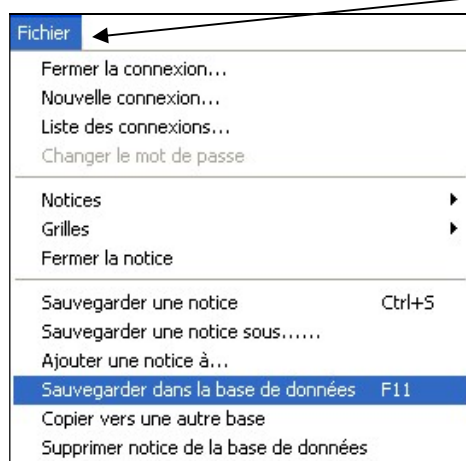 Fichier
Fermer la connexion...
Nouvelle connexion...
Liste des connexions...
Changer le mot de passe
Notices
Grilles
Fermer la notice
Sauvegarder une notice Ctrl+S
Sauvegarder une notice sous......
Ajouter une notice à...
Sauvegarder dans la base de données F11
Copier vers une autre base
Supprimer notice de la base de données